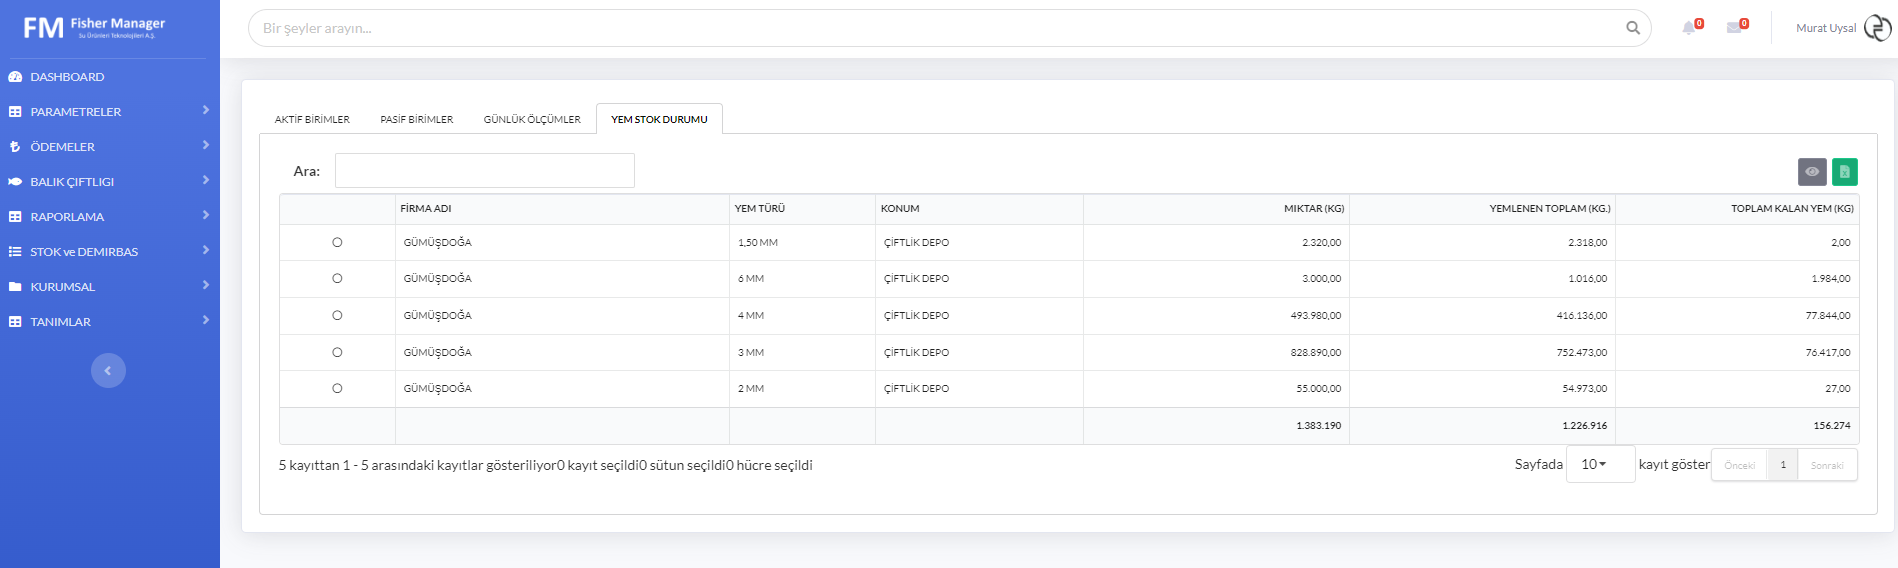 FM Fisher Manager
Su Ürünleri Teknolojileri A.Ş.
DASHBOARD
PARAMETRELER
ÖDEMELER
BALIK ÇIFTLIGI
RAPORLAMA
STOK ve DEMIRBAS
KURUMSAL
TANIMLAR
Bir şeyler arayın...
0
0
Murat Uysal
AKTİF BİRİMLER PASİF BİRİMLER GÜNLÜK ÖLÇÜMLER YEM STOK DURUMU
Ara:
FİRMA ADI YEM TÜRÜ KONUM MIKTAR (KG) YEMLENEN TOPLAM (KG.) TOPLAM KALAN YEM (KG)
GÜMÜŞDOĞA 1,50 MM ÇİFTLİK DEPO 2.320,00 2.318,00 2,00
GÜMÜŞDOĞA 6 MM ÇİFTLİK DEPO 3.000,00 1.016,00 1.984,00
GÜMÜŞDOĞA 4 MM ÇİFTLİK DEPO 493.980,00 416.136,00 77.844,00
GÜMÜŞDOĞA 3 MM ÇİFTLİK DEPO 828.890,00 752.473,00 76.417,00
GÜMÜŞDOĞA 2 MM ÇİFTLİK DEPO 55.000,00 54.973,00 27,00
1.383.190 1.226.916 156.274
5 kayıttan 1 - 5 arasındaki kayıtlar gösteriliyor0 kayıt seçildi0 sütun seçildi0 hücre seçildi
Sayfada 10 kayıt göster Önceki 1 Sonraki